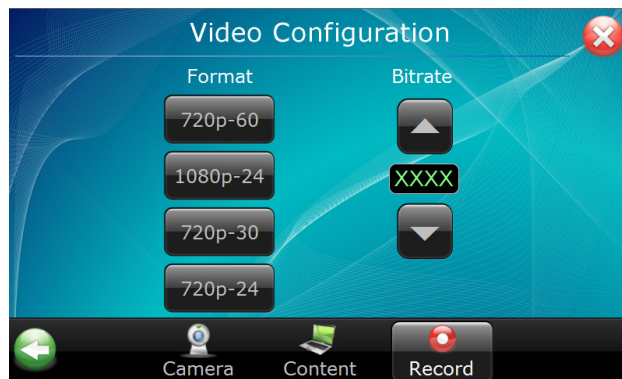 Video Configuration
Format
Bitrate
720p-60
1080p-24
XXXX
720p-30
720p-24
Camera
Content
Record